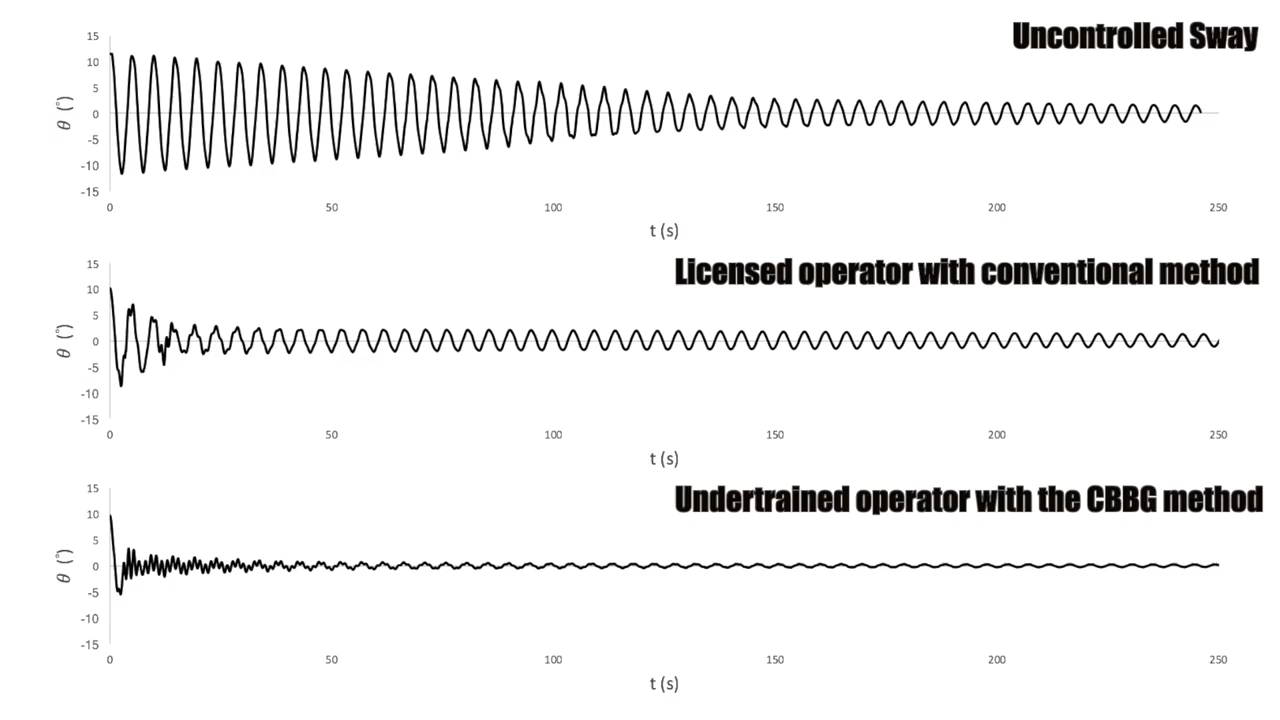 Uncontrolled Sway
15
10
5
0
-5
-10
-15
θ (°)
0 50 100 150 200 250
t (s)
Licensed operator with conventional method
15
10
5
0
-5
-10
-15
θ (°)
0 50 100 150 200 250
t (s)
Undertrained operator with the CBBG method
15
10
5
0
-5
-10
-15
θ (°)
0 50 100 150 200 250
t (s)